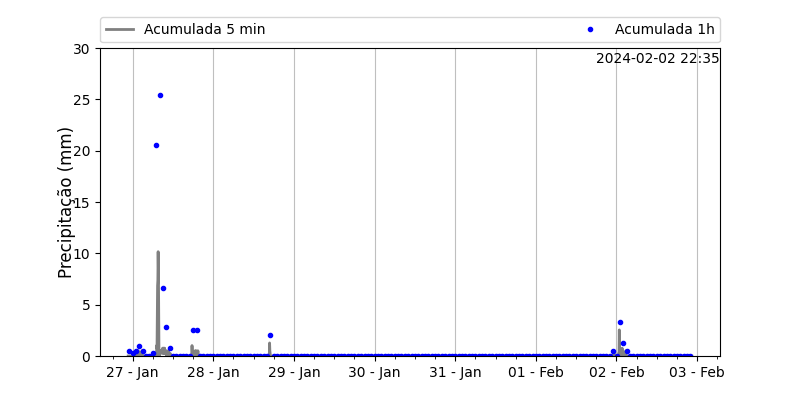 Acumulada 5 min
Acumulada 1h
2024-02-02 22:35
Precipitação (mm)
30
25
20
15
10
5
0
27 - Jan
28 - Jan
29 - Jan
30 - Jan
31 - Jan
01 - Feb
02 - Feb
03 - Feb